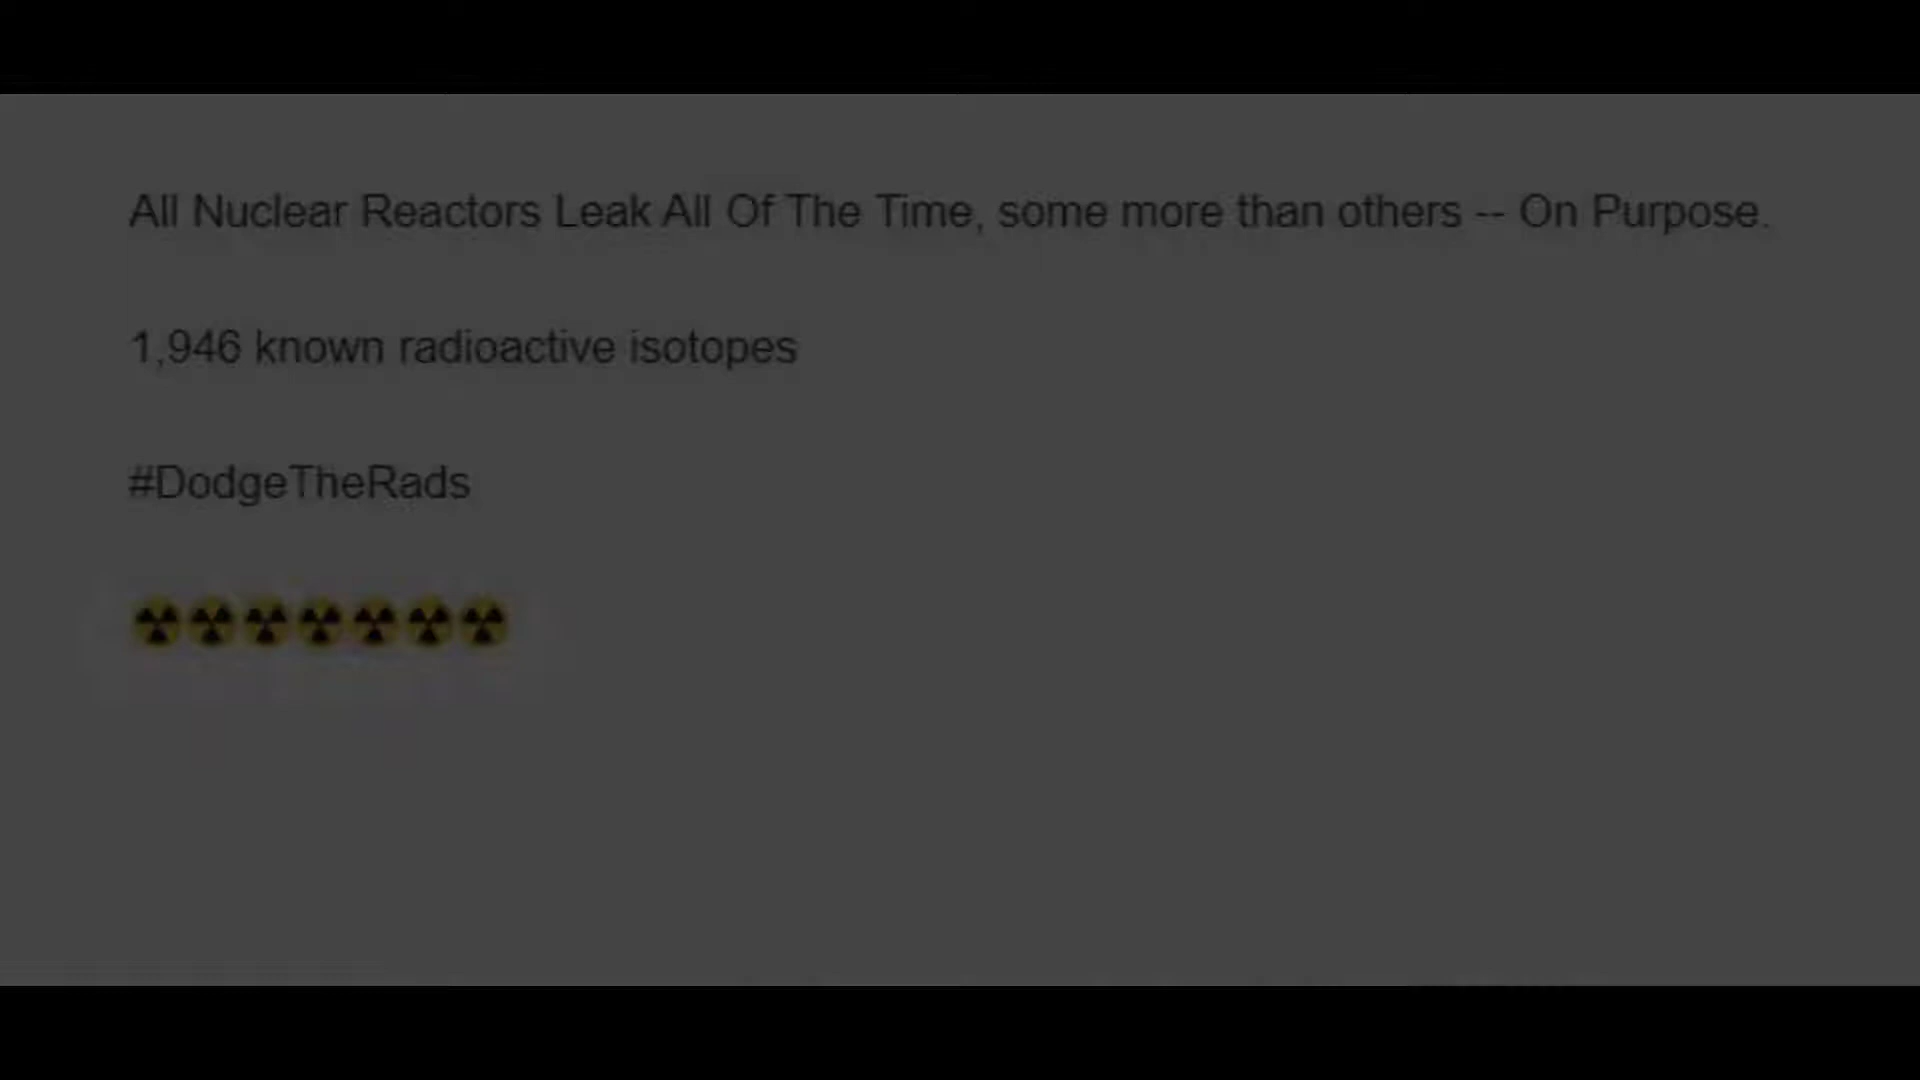 All Nuclear Reactors Leak All Of The Time, some more than others -- On Purpose.
1,946 known radioactive isotopes
#DodgeTheRads
☢☢☢☢☢☢☢